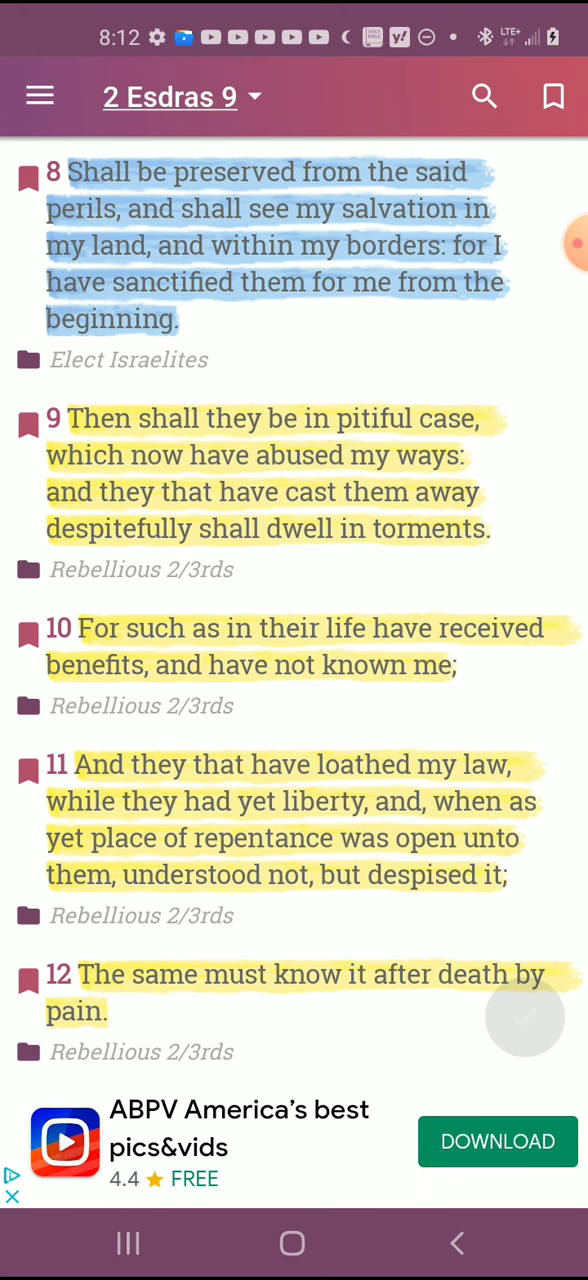 8:12 y! LTE+
2 Esdras 9
8 Shall be preserved from the said
perils, and shall see my salvation in
my land, and within my borders: for I
have sanctified them for me from the
beginning.
Elect Israelites
9 Then shall they be in pitiful case,
which now have abused my ways:
and they that have cast them away
despitefully shall dwell in torments.
Rebellious 2/3rds
10 For such as in their life have received
benefits, and have not known me;
Rebellious 2/3rds
11 And they that have loathed my law,
while they had yet liberty, and, when as
yet place of repentance was open unto
them, understood not, but despised it;
Rebellious 2/3rds
12 The same must know it after death by
pain.
Rebellious 2/3rds
ABPV America's best
pics&vids
DOWNLOAD
4.4 ★ FREE